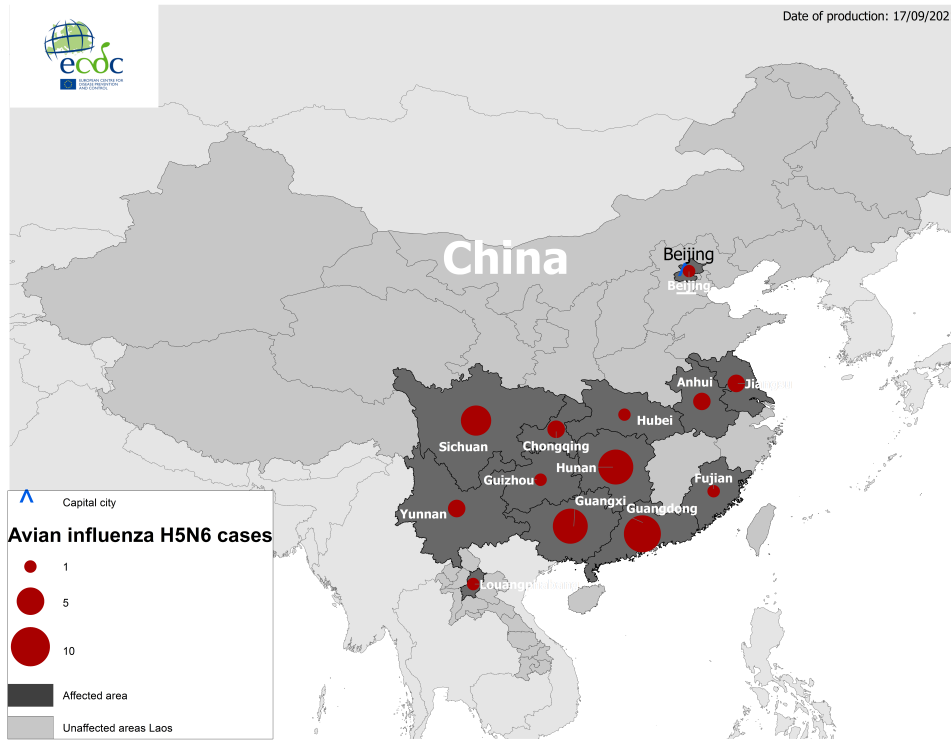 Date of production: 17/09/202
ecdc
EUROPEAN CENTRE FOR
DISEASE PREVENTION
AND CONTROL
China
Beijing
Beijing
Anhui
Hubei
Sichuan
Chongqing
Hunan
Guizhou
Fujian
Guangxi
Guangdong
Yunnan
Capital city
Avian influenza H5N6 cases
1
5
10
Affected area
Unaffected areas Laos